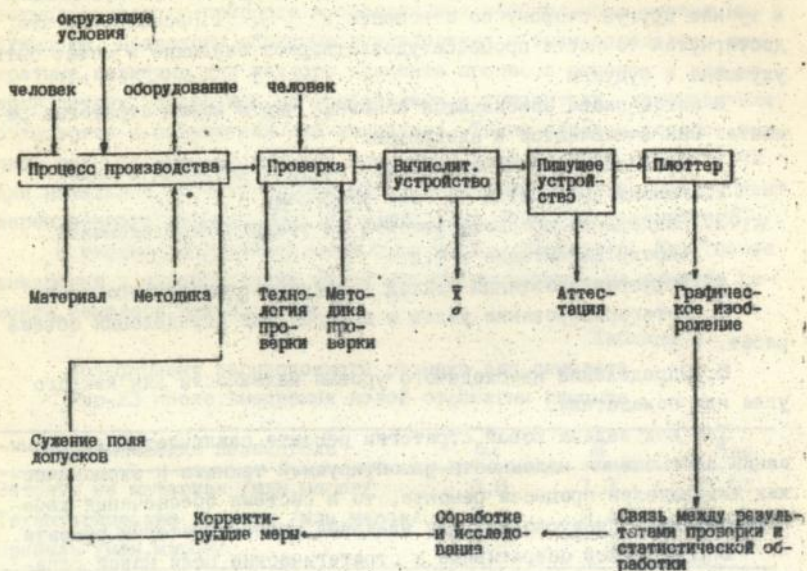 окружающие
условия
человек
оборудование
человек
Процесс производства
Проверка
Вычислит.
устройство
Пишущее
устрой-
ство
Плоттер
Материал
Методика
Техно-
логия
про-
верки
Мето-
дика
про-
верки
X̄
σ
Аттес-
тация
Графичес-
кое изоб-
ражение
Сужение поля
допусков
Корректи-
рующие меры
Обработка
и исследо-
вания
Связь между резуль-
татами проверки и
статистической об-
работки